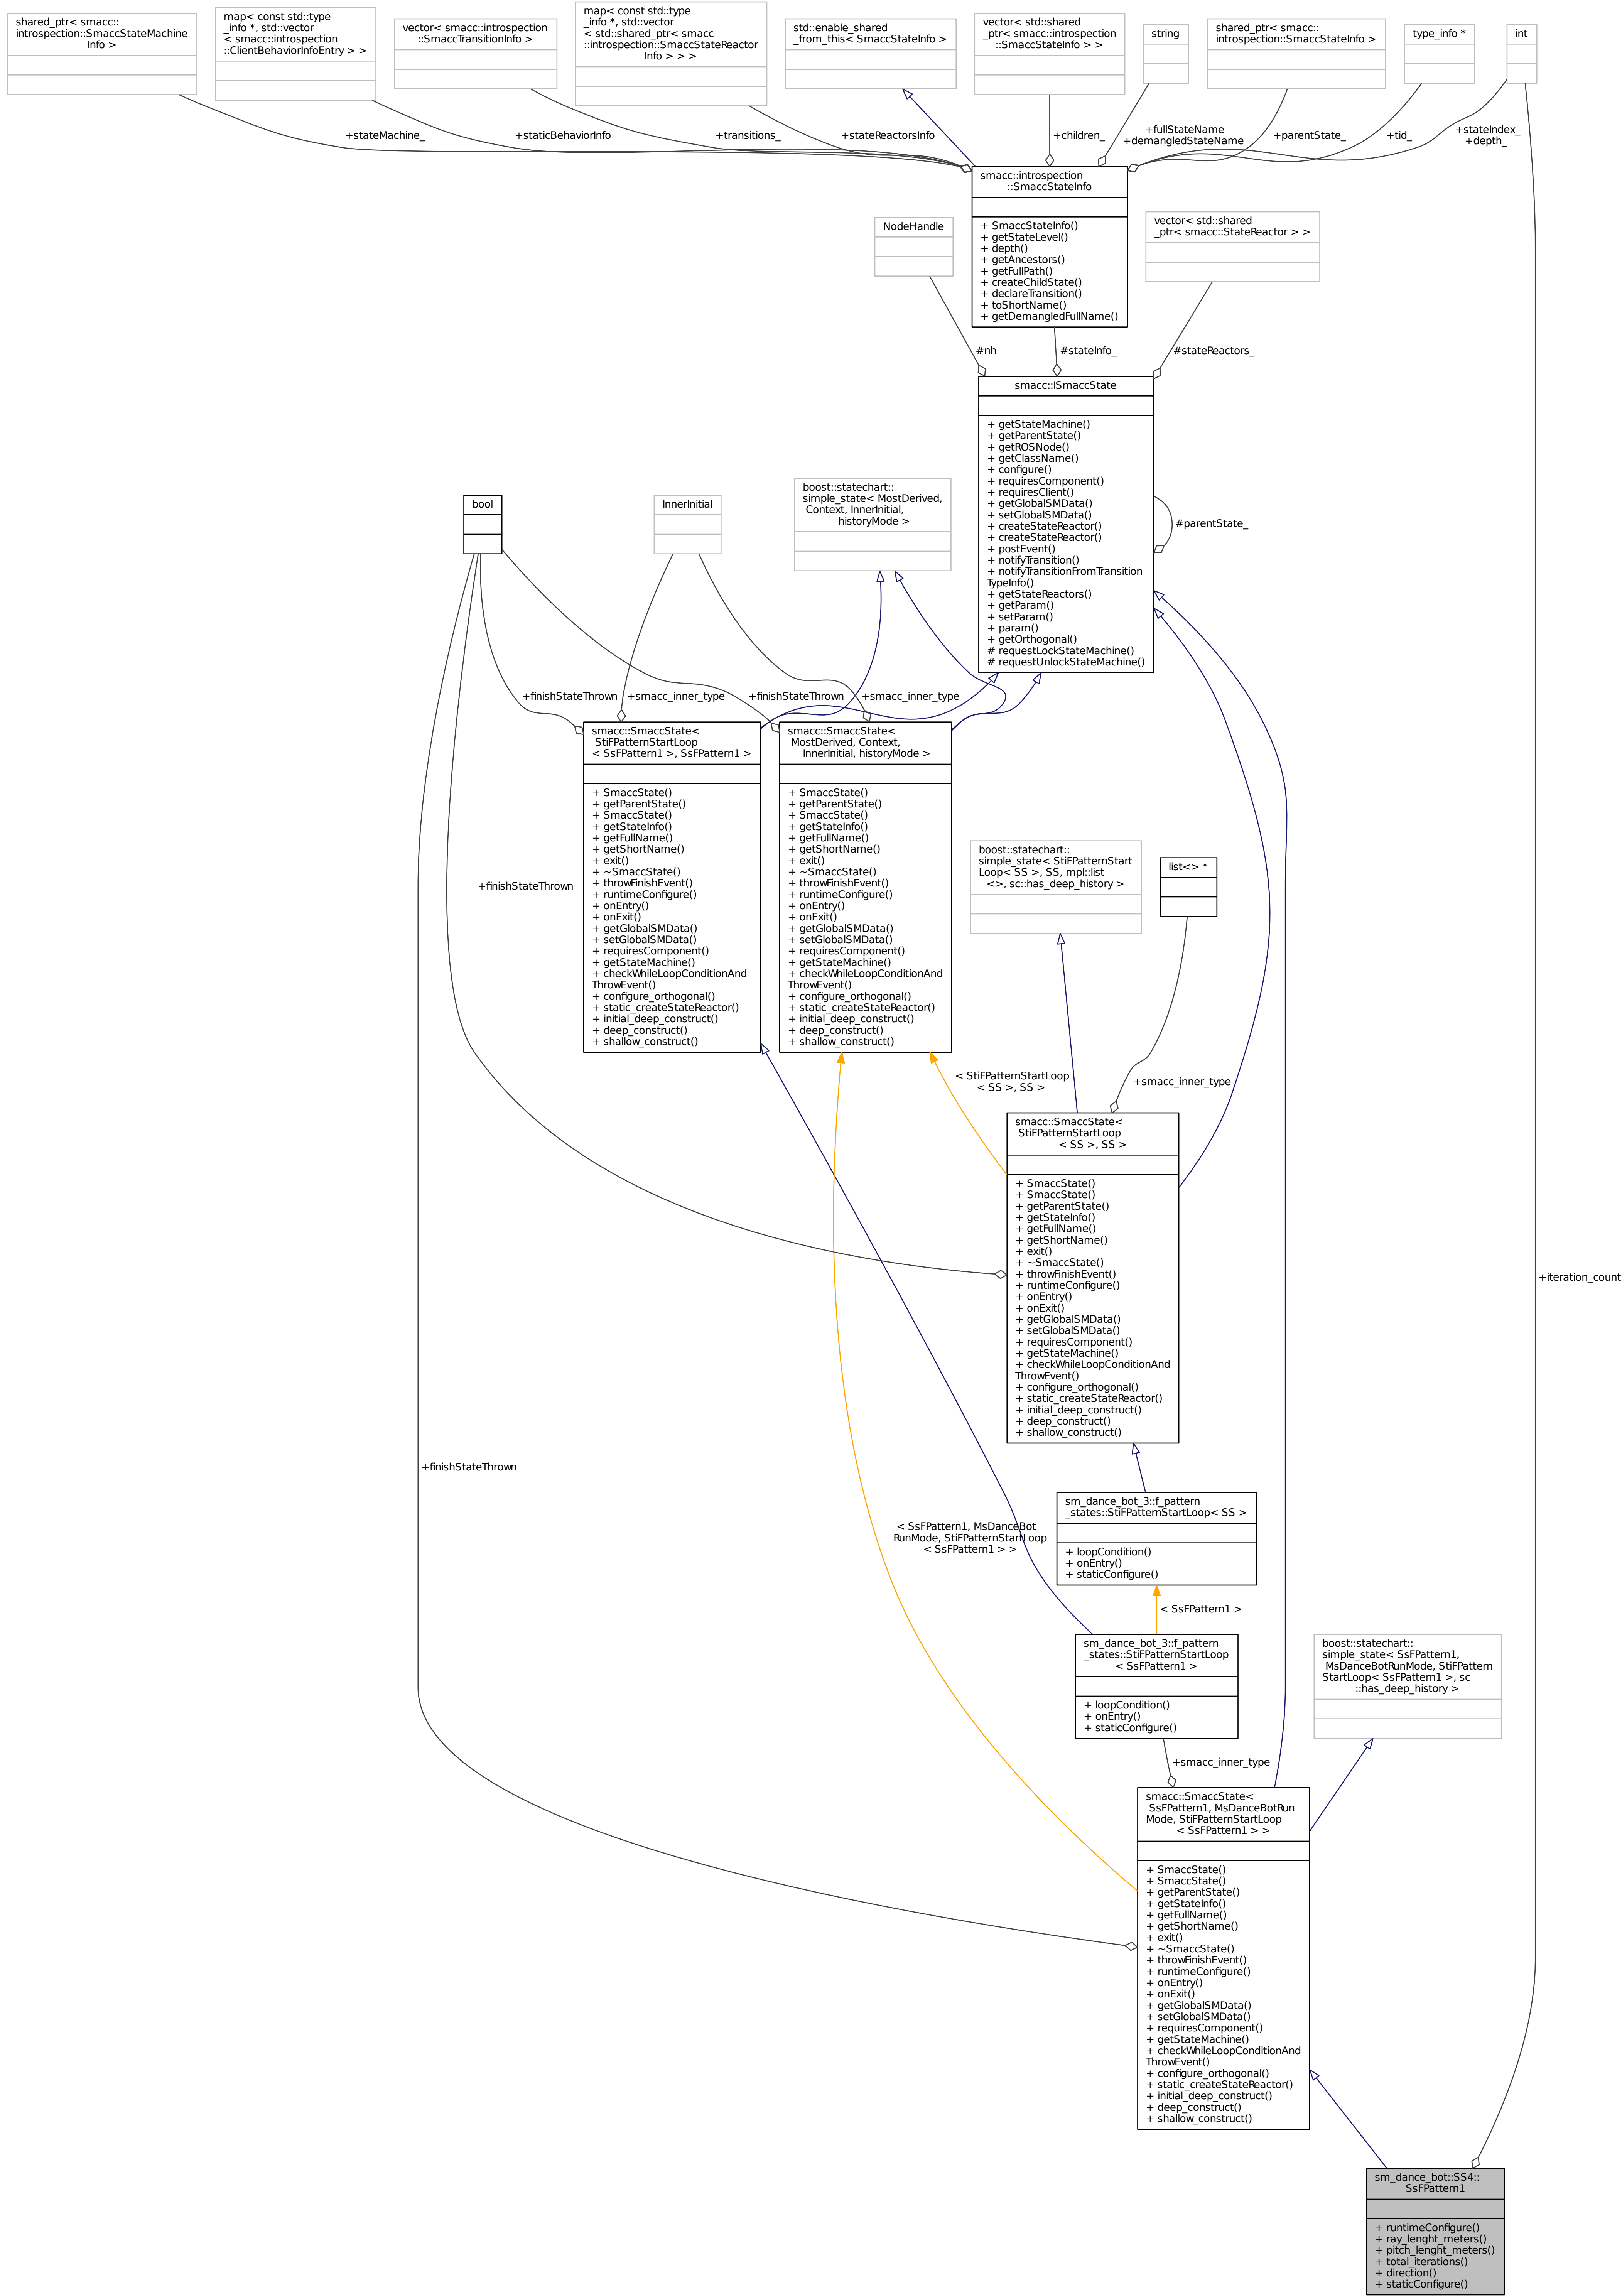 shared_ptr< smacc::
introspection::SmaccStateMachine
Info >
map< const std::type
_info *, std::vector
< smacc::introspection
::ClientBehaviorInfoEntry > >
vector< smacc::introspection
::SmaccTransitionInfo >
map< const std::type
_info *, std::vector
< std::shared_ptr< smacc
::introspection::SmaccStateReactor
Info > > >
std::enable_shared
_from_this< SmaccStateInfo >
vector< std::shared
_ptr< smacc::introspection
::SmaccStateInfo > >
string
shared_ptr< smacc::
introspection::SmaccStateInfo >
type_info *
int
+stateMachine_
+staticBehaviorInfo
+transitions_
+stateReactorsInfo
+children_
+fullStateName
+demangledStateName
+parentState_
+tid_
+stateIndex_
+depth_
smacc::introspection
::SmaccStateInfo
+ SmaccStateInfo()
+ getStateLevel()
+ depth()
+ getAncestors()
+ getFullPath()
+ createChildState()
+ declareTransition()
+ toShortName()
+ getDemangledFullName()
NodeHandle
vector< std::shared
_ptr< smacc::StateReactor > >
#nh
#stateInfo_
#stateReactors_
smacc::ISmaccState
+ getStateMachine()
+ getParentState()
+ getROSNode()
+ getClassName()
+ configure()
+ requiresComponent()
+ requiresClient()
+ getGlobalSMData()
+ setGlobalSMData()
+ createStateReactor()
+ createStateReactor()
+ postEvent()
+ notifyTransition()
+ notifyTransitionFromTransition
TypeInfo()
+ getStateReactors()
+ getParam()
+ setParam()
+ param()
+ getOrthogonal()
# requestLockStateMachine()
# requestUnlockStateMachine()
#parentState_
bool
InnerInitial
boost::statechart::
simple_state< MostDerived,
Context, InnerInitial,
historyMode >
+finishStateThrown
+smacc_inner_type
+finishStateThrown
+smacc_inner_type
smacc::SmaccState<
StiFPatternStartLoop
< SsFPattern1 >, SsFPattern1 >
+ SmaccState()
+ getParentState()
+ SmaccState()
+ getStateInfo()
+ getFullName()
+ getShortName()
+ exit()
+ ~SmaccState()
+ throwFinishEvent()
+ runtimeConfigure()
+ onEntry()
+ onExit()
+ getGlobalSMData()
+ setGlobalSMData()
+ requiresComponent()
+ getStateMachine()
+ checkWhileLoopConditionAnd
ThrowEvent()
+ configure_orthogonal()
+ static_createStateReactor()
+ initial_deep_construct()
+ deep_construct()
+ shallow_construct()
smacc::SmaccState<
MostDerived, Context,
InnerInitial, historyMode >
+ SmaccState()
+ getParentState()
+ SmaccState()
+ getStateInfo()
+ getFullName()
+ getShortName()
+ exit()
+ ~SmaccState()
+ throwFinishEvent()
+ runtimeConfigure()
+ onEntry()
+ onExit()
+ getGlobalSMData()
+ setGlobalSMData()
+ requiresComponent()
+ getStateMachine()
+ checkWhileLoopConditionAnd
ThrowEvent()
+ configure_orthogonal()
+ static_createStateReactor()
+ initial_deep_construct()
+ deep_construct()
+ shallow_construct()
+finishStateThrown
boost::statechart::
simple_state< StiFPatternStart
Loop< SS >, SS, mpl::list
<>, sc::has_deep_history >
list<> *
< StiFPatternStartLoop
< SS >, SS >
+smacc_inner_type
smacc::SmaccState<
StiFPatternStartLoop
< SS >, SS >
+ SmaccState()
+ SmaccState()
+ getParentState()
+ getStateInfo()
+ getFullName()
+ getShortName()
+ exit()
+ ~SmaccState()
+ throwFinishEvent()
+ runtimeConfigure()
+ onEntry()
+ onExit()
+ getGlobalSMData()
+ setGlobalSMData()
+ requiresComponent()
+ getStateMachine()
+ checkWhileLoopConditionAnd
ThrowEvent()
+ configure_orthogonal()
+ static_createStateReactor()
+ initial_deep_construct()
+ deep_construct()
+ shallow_construct()
+iteration_count
+finishStateThrown
sm_dance_bot_3::f_pattern
_states::StiFPatternStartLoop< SS >
+ loopCondition()
+ onEntry()
+ staticConfigure()
< SsFPattern1, MsDanceBot
RunMode, StiFPatternStartLoop
< SsFPattern1 > >
< SsFPattern1 >
sm_dance_bot_3::f_pattern
_states::StiFPatternStartLoop
< SsFPattern1 >
+ loopCondition()
+ onEntry()
+ staticConfigure()
boost::statechart::
simple_state< SsFPattern1,
MsDanceBotRunMode, StiFPattern
StartLoop< SsFPattern1 >, sc
::has_deep_history >
+smacc_inner_type
smacc::SmaccState<
SsFPattern1, MsDanceBotRun
Mode, StiFPatternStartLoop
< SsFPattern1 > >
+ SmaccState()
+ SmaccState()
+ getParentState()
+ getStateInfo()
+ getFullName()
+ getShortName()
+ exit()
+ ~SmaccState()
+ throwFinishEvent()
+ runtimeConfigure()
+ onEntry()
+ onExit()
+ getGlobalSMData()
+ setGlobalSMData()
+ requiresComponent()
+ getStateMachine()
+ checkWhileLoopConditionAnd
ThrowEvent()
+ configure_orthogonal()
+ static_createStateReactor()
+ initial_deep_construct()
+ deep_construct()
+ shallow_construct()
sm_dance_bot::SS4::
SsFPattern1
+ runtimeConfigure()
+ ray_lenght_meters()
+ pitch_lenght_meters()
+ total_iterations()
+ direction()
+ staticConfigure()